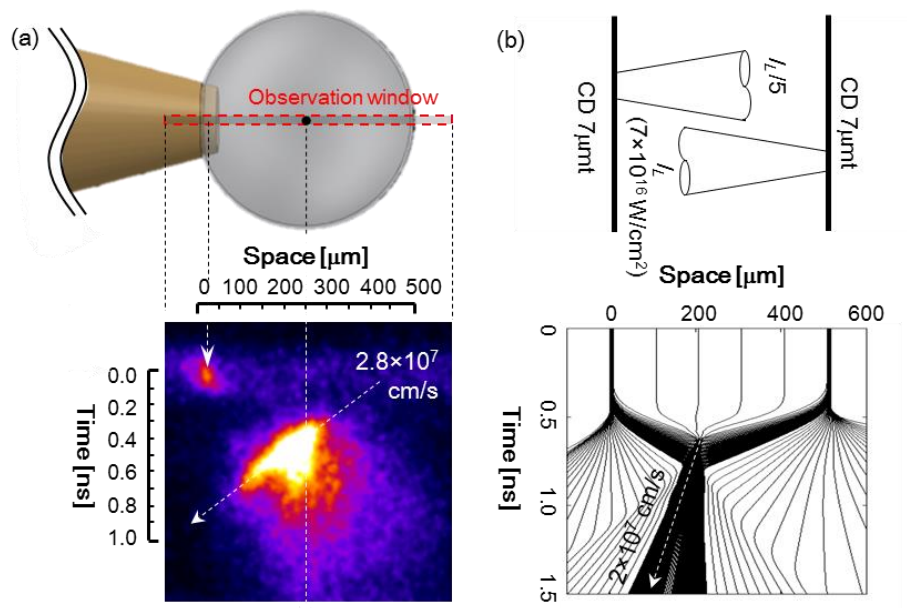 (a)
Observation window
Space [μm]
0 100 200 300 400 500
2.8×10⁷
cm/s
Time [ns]
0.0
0.2
0.4
0.6
0.8
1.0
(b)
CD 7μmt
I_L/5
I_L
(7×10¹⁶ W/cm²)
CD 7μmt
Space [μm]
0 200 400 600
Time [ns]
0
0.5
1.0
1.5
2×10⁷ cm/s